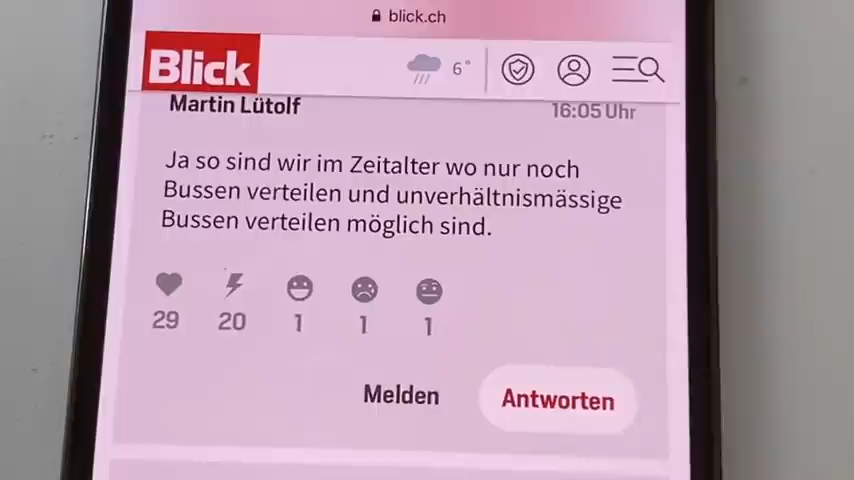 blick.ch
Blick
6°
Martin Lütolf
16:05 Uhr
Ja so sind wir im Zeitalter wo nur noch
Bussen verteilen und unverhältnismässige
Bussen verteilen möglich sind.
29 20 1 1 1
Melden
Antworten